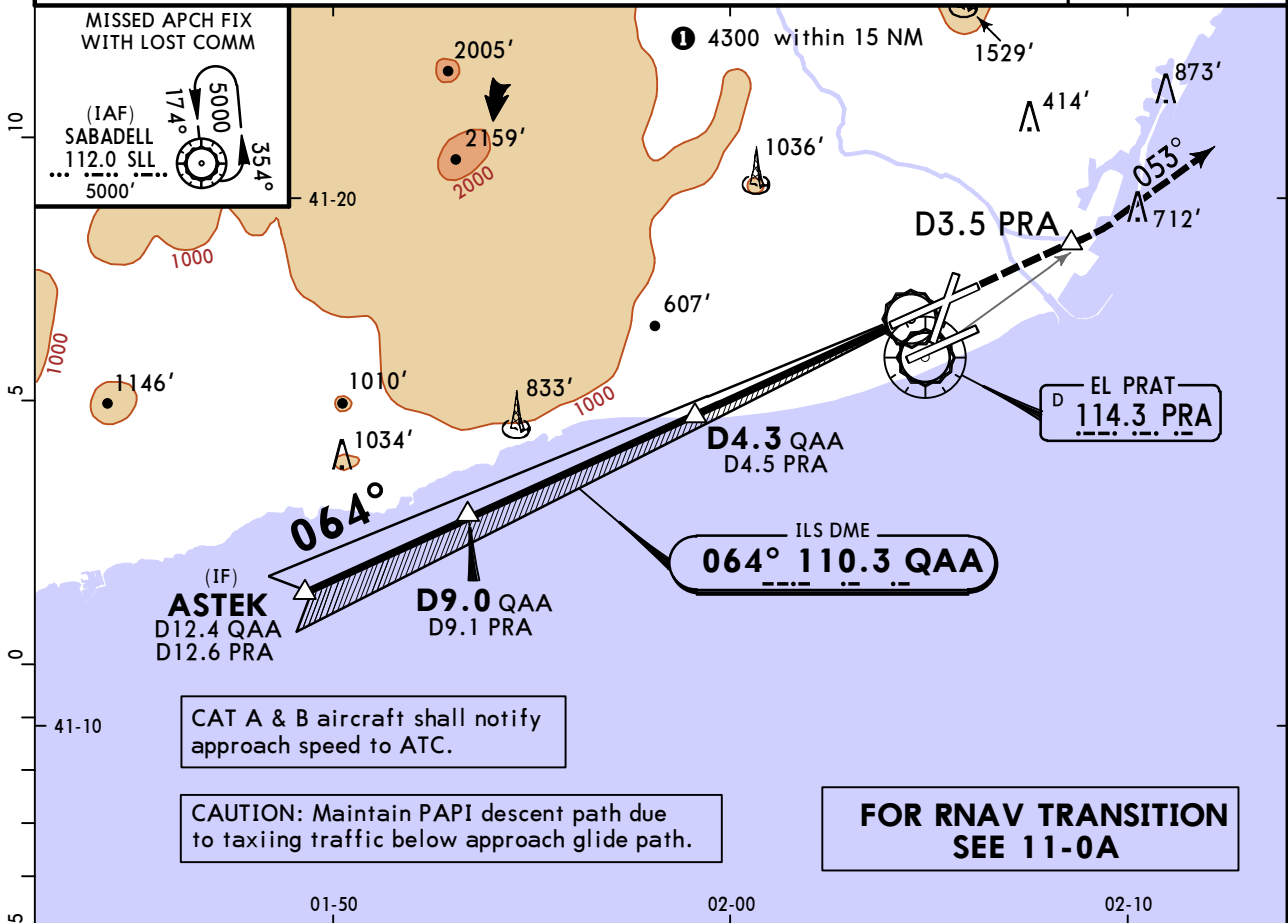 MISSED APCH FIX
WITH LOST COMM
(IAF)
SABADELL
112.0 SLL
5000'
174°
5000
354°
2005'
2159'
2000
❶ 4300 within 15 NM
1529'
873'
414'
1036'
053°
712'
D3.5 PRA
10
41-20
1000
1000
607'
5
1146'
1010'
833'
1000
1034'
EL PRAT
D 114.3 PRA
D4.3 QAA
D4.5 PRA
064°
ILS DME
064° 110.3 QAA
(IF)
ASTEK
D12.4 QAA
D12.6 PRA
D9.0 QAA
D9.1 PRA
0
41-10
CAT A & B aircraft shall notify
approach speed to ATC.
CAUTION: Maintain PAPI descent path due
to taxiing traffic below approach glide path.
FOR RNAV TRANSITION
SEE 11-0A
5
01-50
02-00
02-10